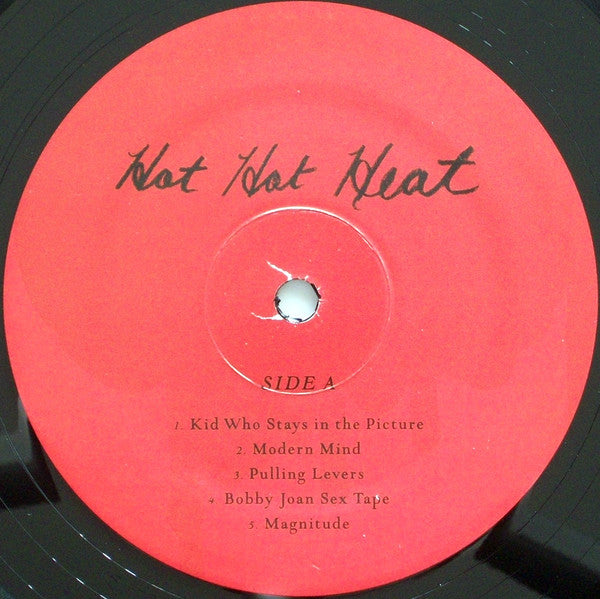 Hot Hot Heat
SIDE A
1. Kid Who Stays in the Picture
2. Modern Mind
3. Pulling Levers
4. Bobby Joan Sex Tape
5. Magnitude